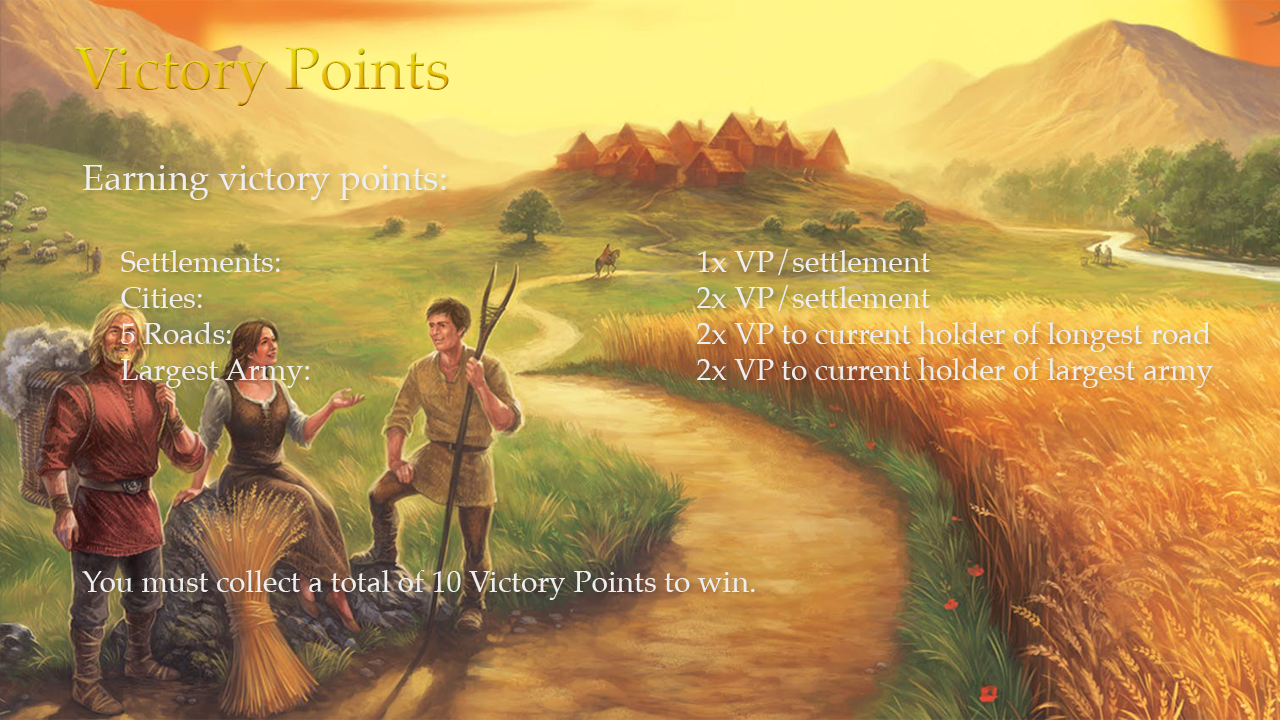 Victory Points
Earning victory points:
Settlements: 1x VP/settlement
Cities: 2x VP/settlement
5 Roads: 2x VP to current holder of longest road
Largest Army: 2x VP to current holder of largest army
You must collect a total of 10 Victory Points to win.